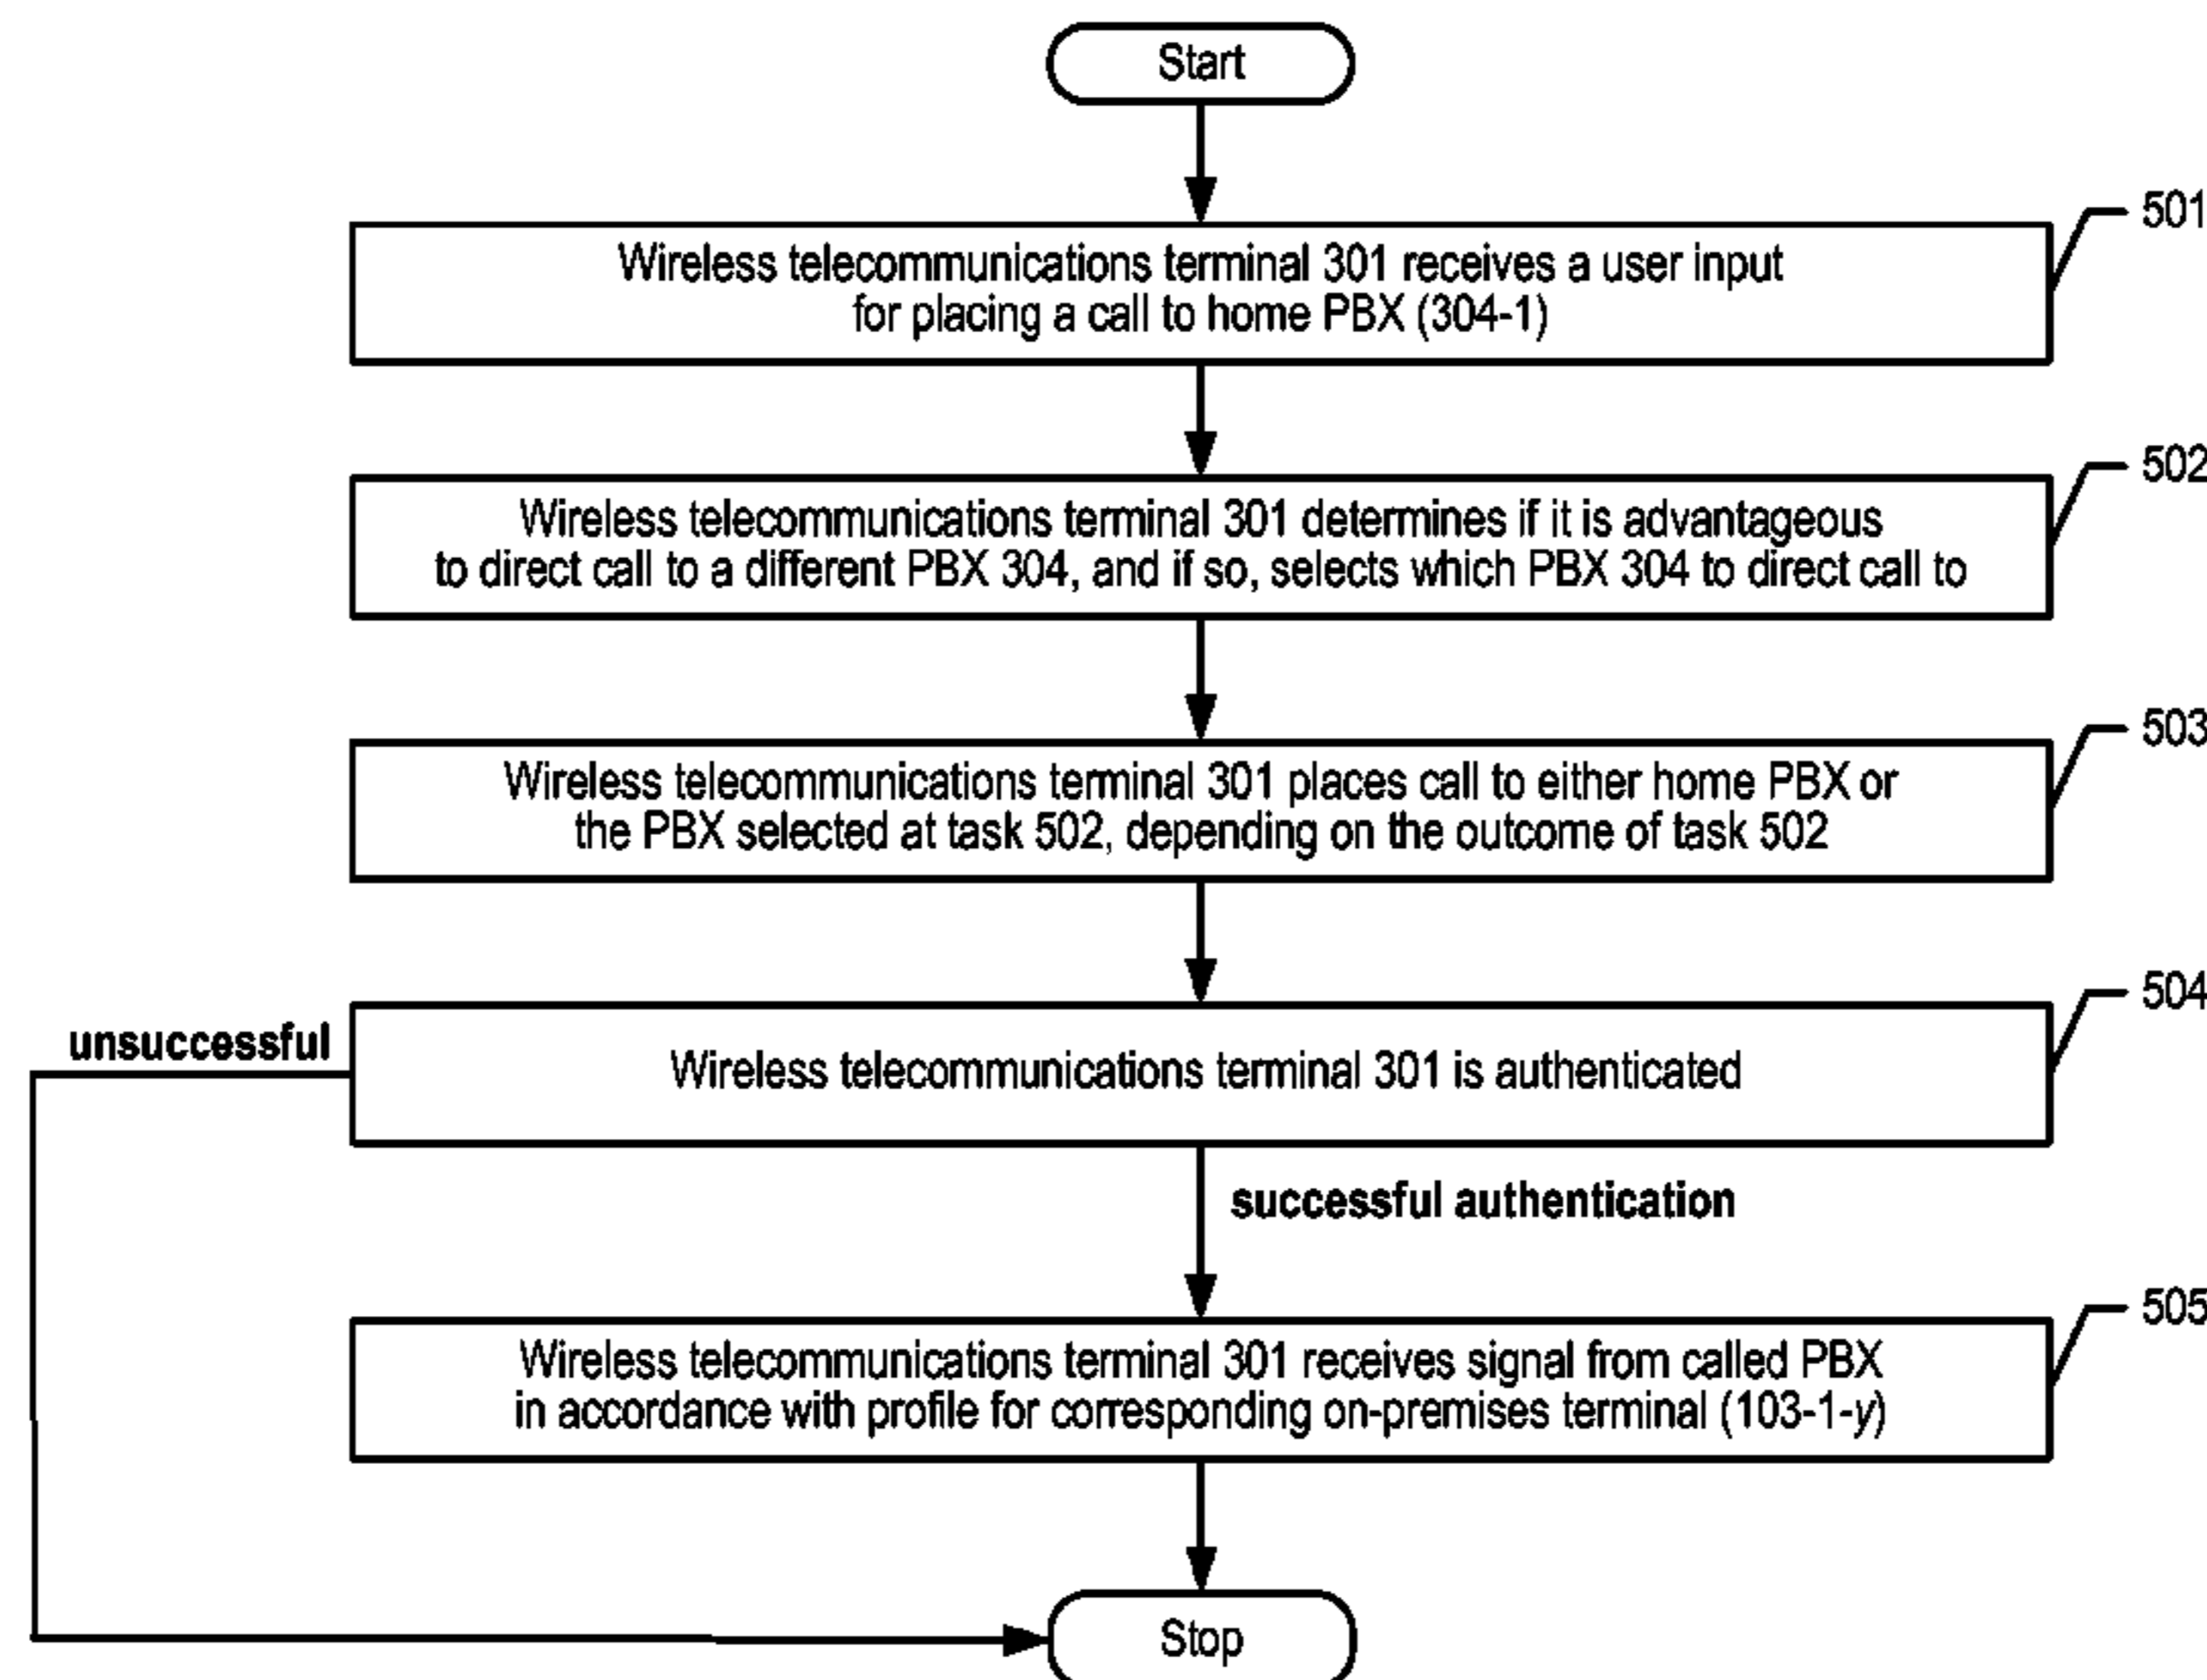 Start
501
Wireless telecommunications terminal 301 receives a user input
for placing a call to home PBX (304-1)
502
Wireless telecommunications terminal 301 determines if it is advantageous
to direct call to a different PBX 304, and if so, selects which PBX 304 to direct call to
503
Wireless telecommunications terminal 301 places call to either home PBX or
the PBX selected at task 502, depending on the outcome of task 502
504
unsuccessful
Wireless telecommunications terminal 301 is authenticated
successful authentication
505
Wireless telecommunications terminal 301 receives signal from called PBX
in accordance with profile for corresponding on-premises terminal (103-1-y)
Stop